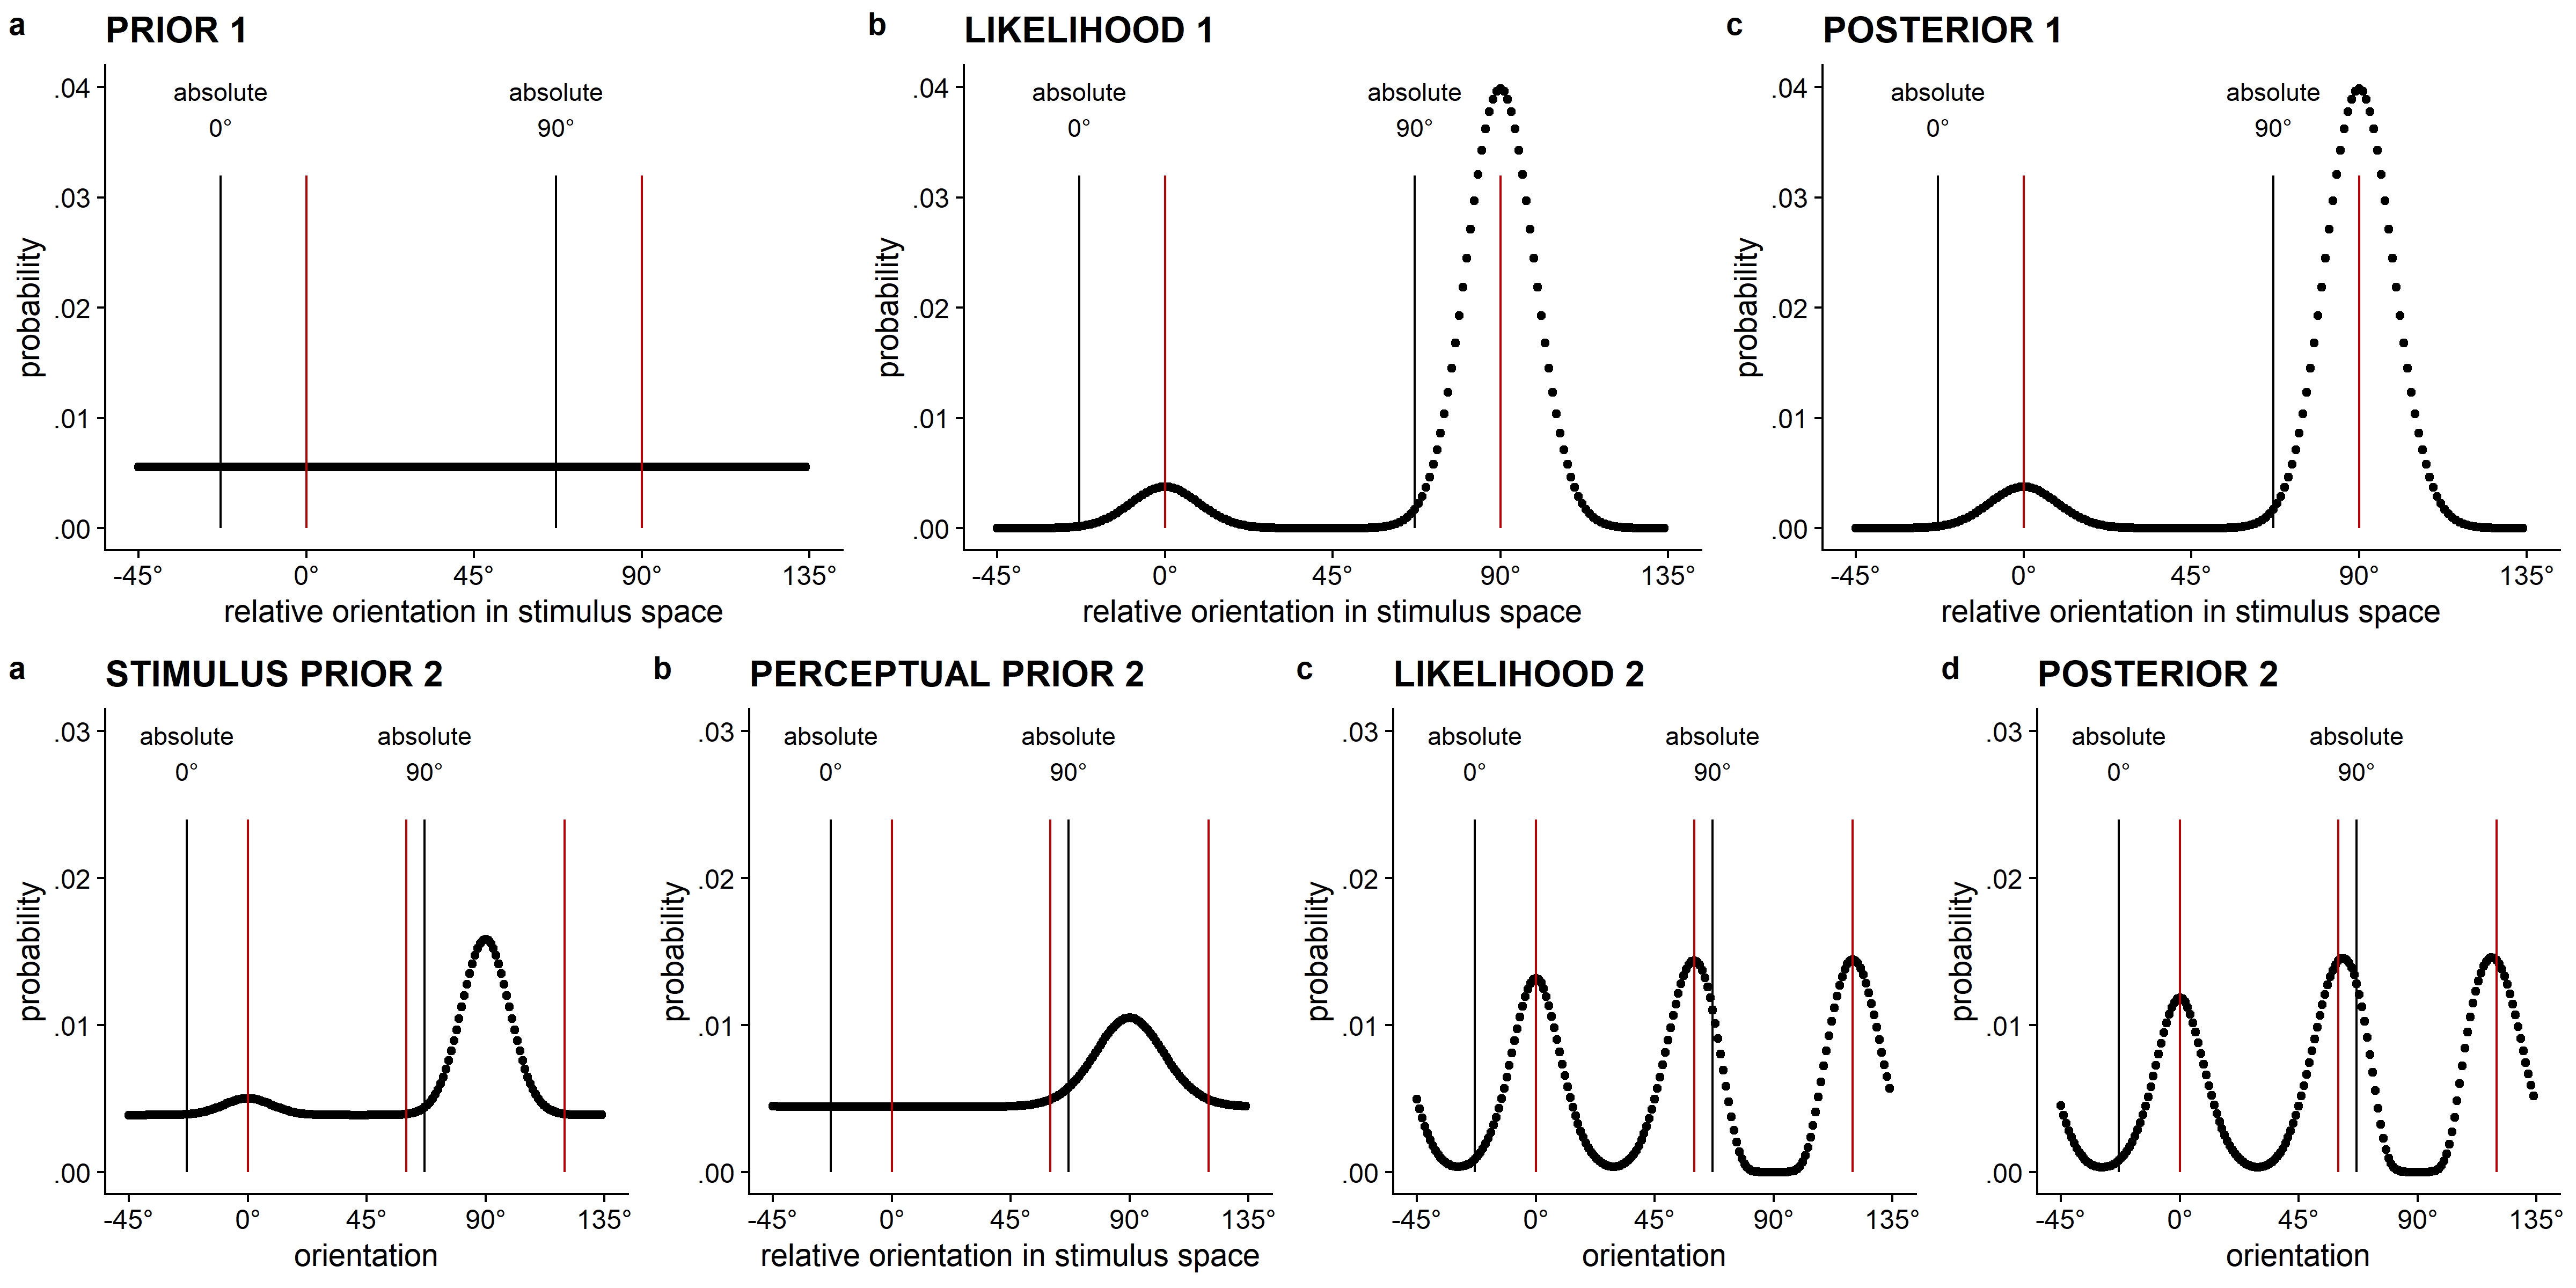 a PRIOR 1
absolute
0°
absolute
90°
.04
.03
.02
.01
.00
probability
-45° 0° 45° 90° 135°
relative orientation in stimulus space
b LIKELIHOOD 1
absolute
0°
absolute
90°
.04
.03
.02
.01
.00
probability
-45° 0° 45° 90° 135°
relative orientation in stimulus space
c POSTERIOR 1
absolute
0°
absolute
90°
.04
.03
.02
.01
.00
probability
-45° 0° 45° 90° 135°
relative orientation in stimulus space
a STIMULUS PRIOR 2
absolute
0°
absolute
90°
.03
.02
.01
.00
probability
-45° 0° 45° 90° 135°
orientation
b PERCEPTUAL PRIOR 2
absolute
0°
absolute
90°
.03
.02
.01
.00
probability
-45° 0° 45° 90° 135°
relative orientation in stimulus space
c LIKELIHOOD 2
absolute
0°
absolute
90°
.03
.02
.01
.00
probability
-45° 0° 45° 90° 135°
orientation
d POSTERIOR 2
absolute
0°
absolute
90°
.03
.02
.01
.00
probability
-45° 0° 45° 90° 135°
orientation